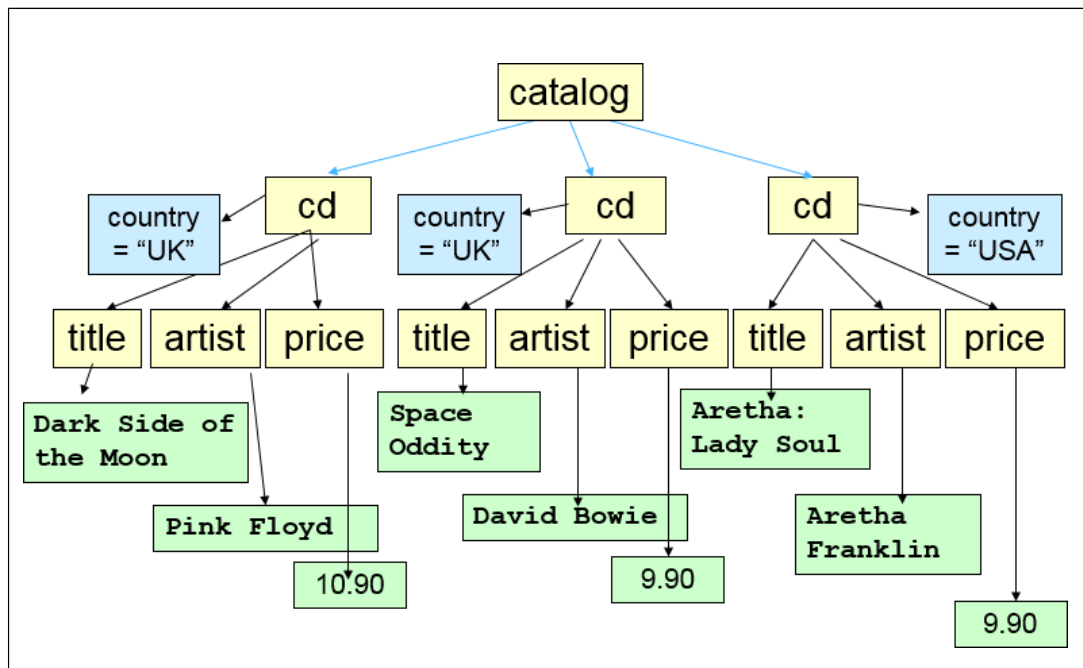 catalog
country
= “UK”
cd
country
= “UK”
cd
cd
country
= “USA”
title
artist
price
title
artist
price
title
artist
price
Dark Side of
the Moon
Space
Oddity
Aretha:
Lady Soul
Pink Floyd
David Bowie
Aretha
Franklin
10.90
9.90
9.90